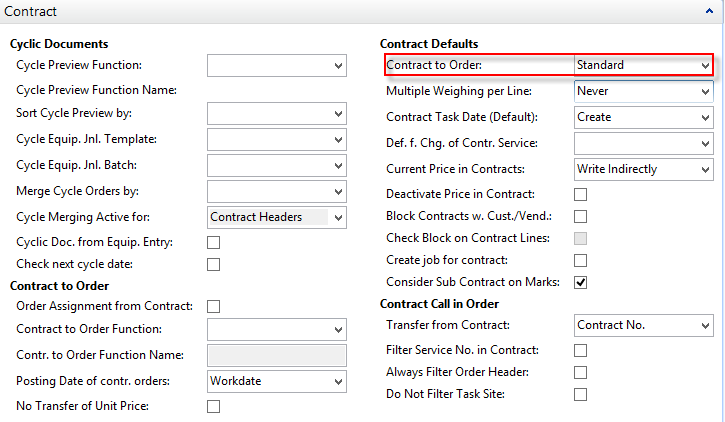 Contract
Cyclic Documents
Cycle Preview Function:
Cycle Preview Function Name:
Sort Cycle Preview by:
Cycle Equip. Jnl. Template:
Cycle Equip. Jnl. Batch:
Merge Cycle Orders by:
Cycle Merging Active for: Contract Headers
Cyclic Doc. from Equip. Entry:
Check next cycle date:
Contract to Order
Order Assignment from Contract:
Contract to Order Function:
Contr. to Order Function Name:
Posting Date of contr. orders: Workdate
No Transfer of Unit Price:
Contract Defaults
Contract to Order: Standard
Multiple Weighing per Line: Never
Contract Task Date (Default): Create
Def. f. Chg. of Contr. Service:
Current Price in Contracts: Write Indirectly
Deactivate Price in Contract:
Block Contracts w. Cust./Vend.:
Check Block on Contract Lines:
Create job for contract:
Consider Sub Contract on Marks:
Contract Call in Order
Transfer from Contract: Contract No.
Filter Service No. in Contract:
Always Filter Order Header:
Do Not Filter Task Site: